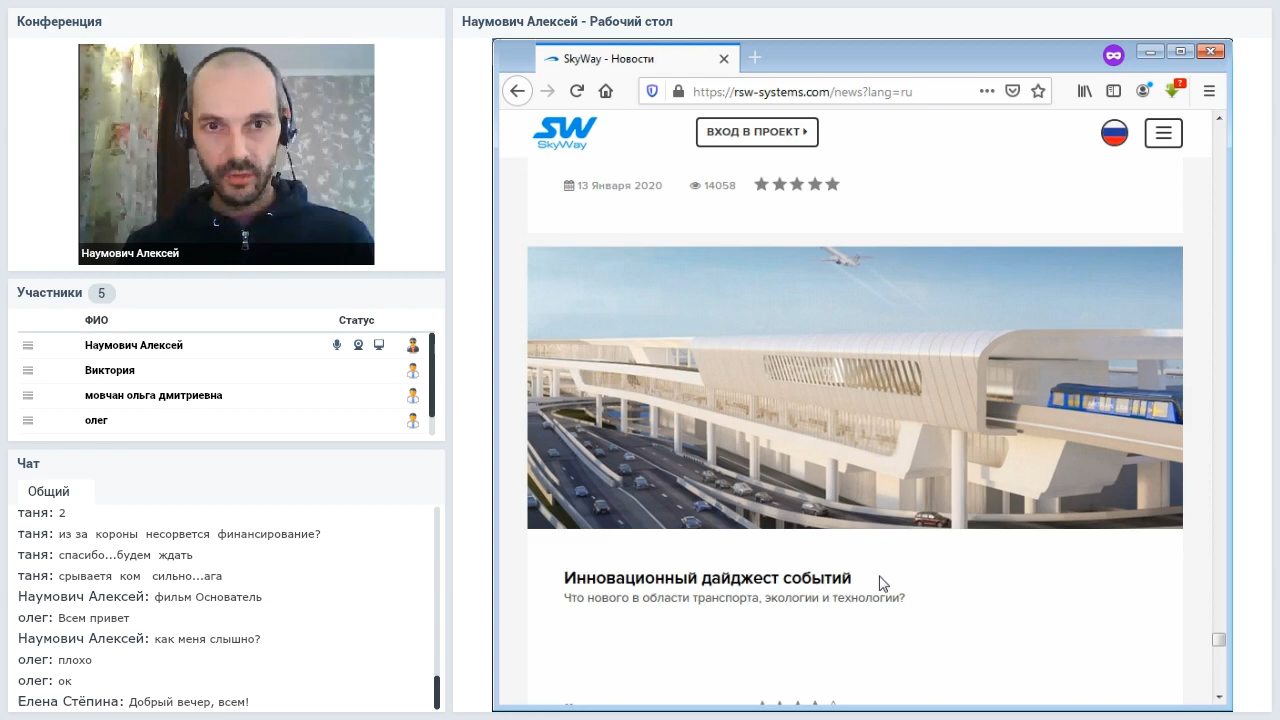 Конференция
Наумович Алексей
Участники 5
ФИО Статус
Наумович Алексей
Виктория
мовчан ольга дмитриевна
олег
Чат
Общий
таня: 2
таня: из за короны несорвется финансирование?
таня: спасибо...будем ждать
таня: срываетя ком сильно...ага
Наумович Алексей: фильм Основатель
олег: Всем привет
Наумович Алексей: как меня слышно?
олег: плохо
олег: ок
Елена Стёпина: Добрый вечер, всем!
Наумович Алексей - Рабочий стол
SkyWay - Новости
https://rsw-systems.com/news?lang=ru
?
SW
SkyWay
ВХОД В ПРОЕКТ
13 Января 2020 14058
Инновационный дайджест событий
Что нового в области транспорта, экологии и технологии?